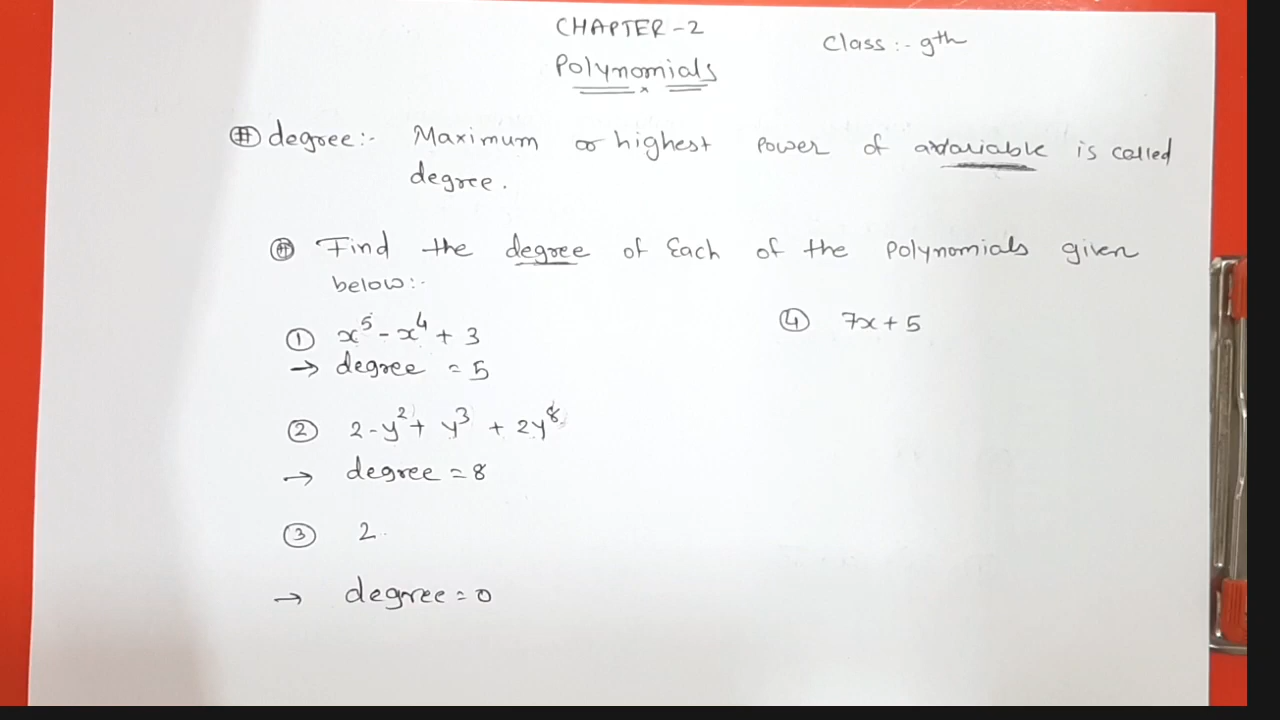 CHAPTER-2
Class:- 9th
Polynomials
# degree:- Maximum or highest power of a variable is called
degree.
# Find the degree of Each of the Polynomials given
below:-
① x⁵ - x⁴ + 3
→ degree = 5
② 2 - y² + y³ + 2y⁸
→ degree = 8
③ 2
→ degree = 0
④ 7x + 5